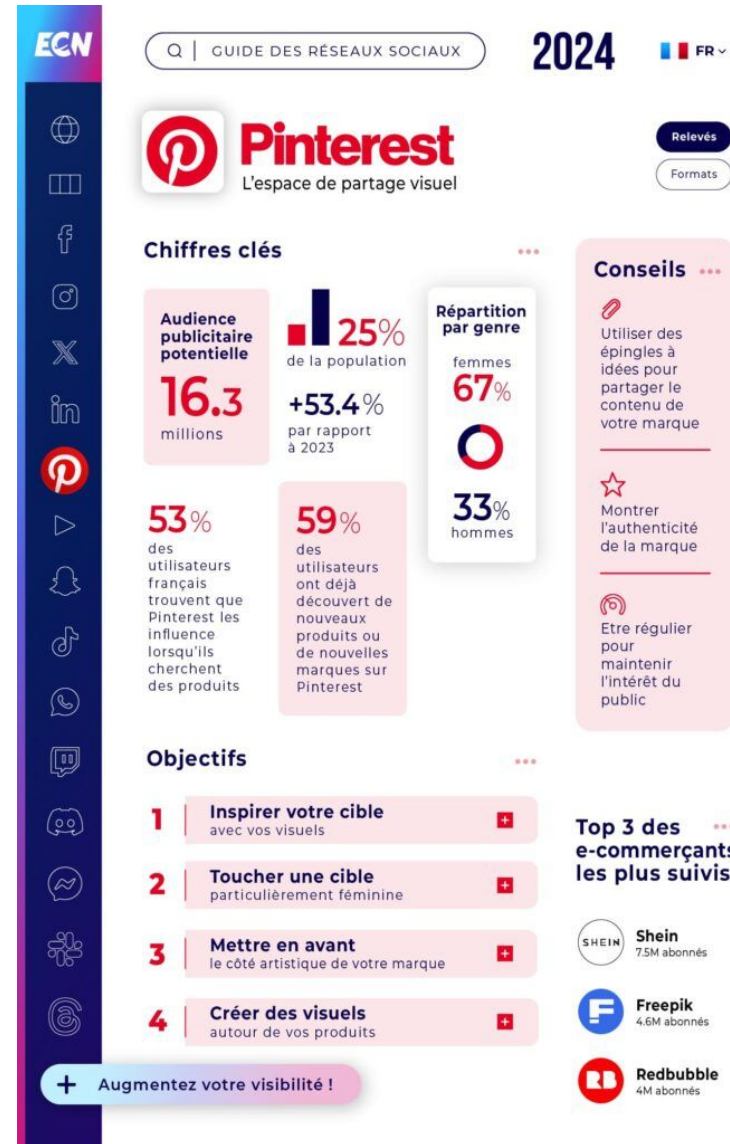 ECN
GUIDE DES RÉSEAUX SOCIAUX
2024
FR
Pinterest
L'espace de partage visuel
Relevés
Formats
Chiffres clés
Audience
publicitaire
potentielle
16.3
millions
25%
de la population
+53.4%
par rapport
à 2023
Répartition
par genre
femmes
67%
33%
hommes
53%
des
utilisateurs
français
trouvent que
Pinterest les
influence
lorsqu'ils
cherchent
des produits
59%
des
utilisateurs
ont déjà
découvert de
nouveaux
produits ou
de nouvelles
marques sur
Pinterest
Conseils
Utiliser des
épingles à
idées pour
partager le
contenu de
votre marque
Montrer
l'authenticité
de la marque
Etre régulier
pour
maintenir
l'intérêt du
public
Objectifs
1
Inspirer votre cible
avec vos visuels
2
Toucher une cible
particulièrement féminine
3
Mettre en avant
le côté artistique de votre marque
4
Créer des visuels
autour de vos produits
+ Augmentez votre visibilité !
Top 3 des
e-commerçants
les plus suivis
SHEIN
Shein
7.5M abonnés
Freepik
4.6M abonnés
RB
Redbubble
4M abonnés